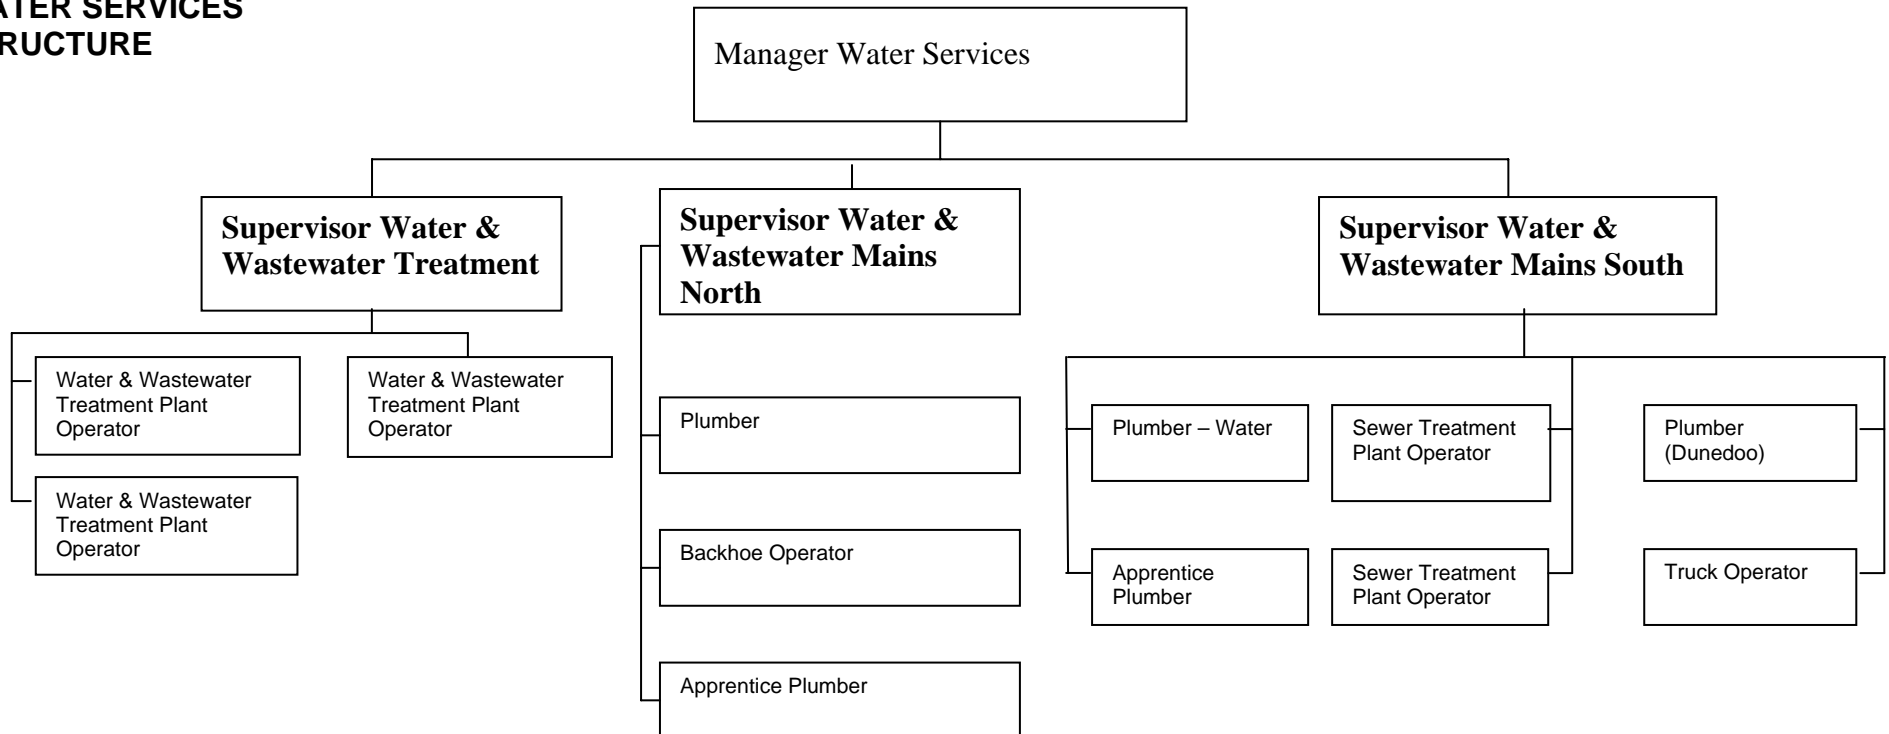 ATER SERVICES
RUCTURE
Manager Water Services
Supervisor Water &
Wastewater Treatment
Supervisor Water &
Wastewater Mains
North
Supervisor Water &
Wastewater Mains South
Water & Wastewater
Treatment Plant
Operator
Water & Wastewater
Treatment Plant
Operator
Water & Wastewater
Treatment Plant
Operator
Plumber
Backhoe Operator
Apprentice Plumber
Plumber – Water
Sewer Treatment
Plant Operator
Plumber
(Dunedoo)
Apprentice
Plumber
Sewer Treatment
Plant Operator
Truck Operator